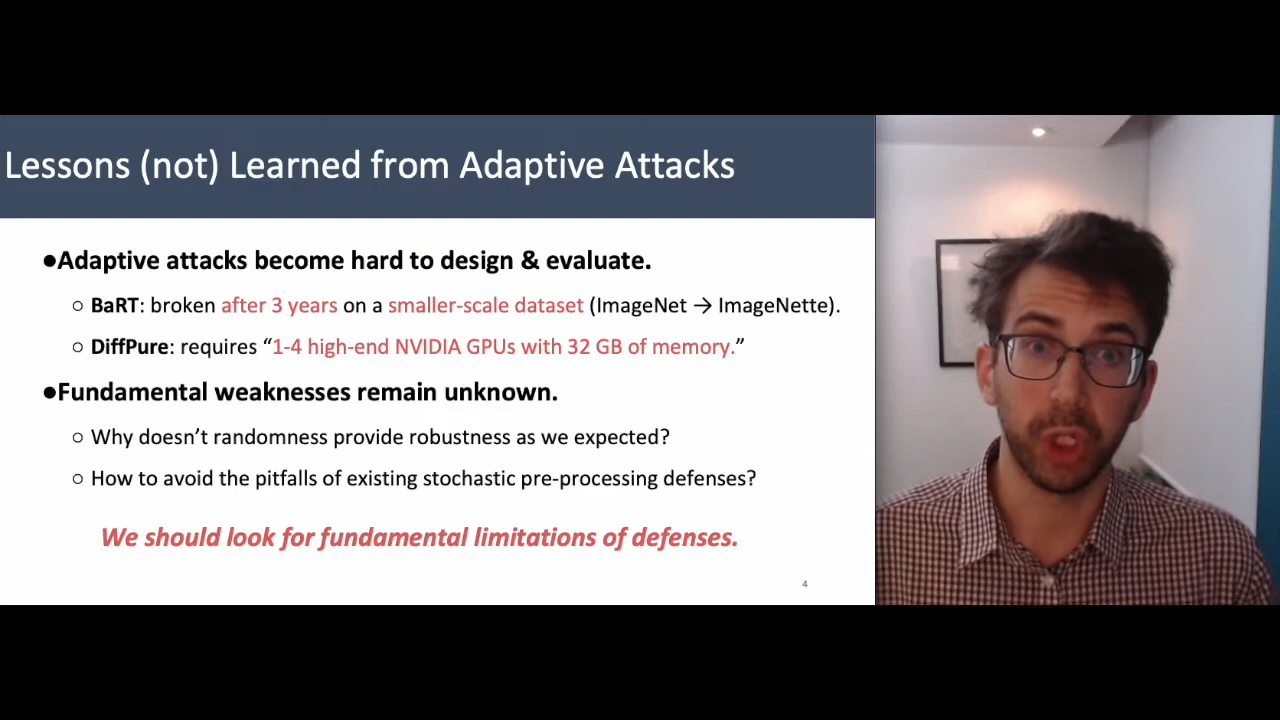 Lessons (not) Learned from Adaptive Attacks
●Adaptive attacks become hard to design & evaluate.
○ BaRT: broken after 3 years on a smaller-scale dataset (ImageNet → ImageNette).
○ DiffPure: requires “1-4 high-end NVIDIA GPUs with 32 GB of memory.”
●Fundamental weaknesses remain unknown.
○ Why doesn’t randomness provide robustness as we expected?
○ How to avoid the pitfalls of existing stochastic pre-processing defenses?
We should look for fundamental limitations of defenses.
4